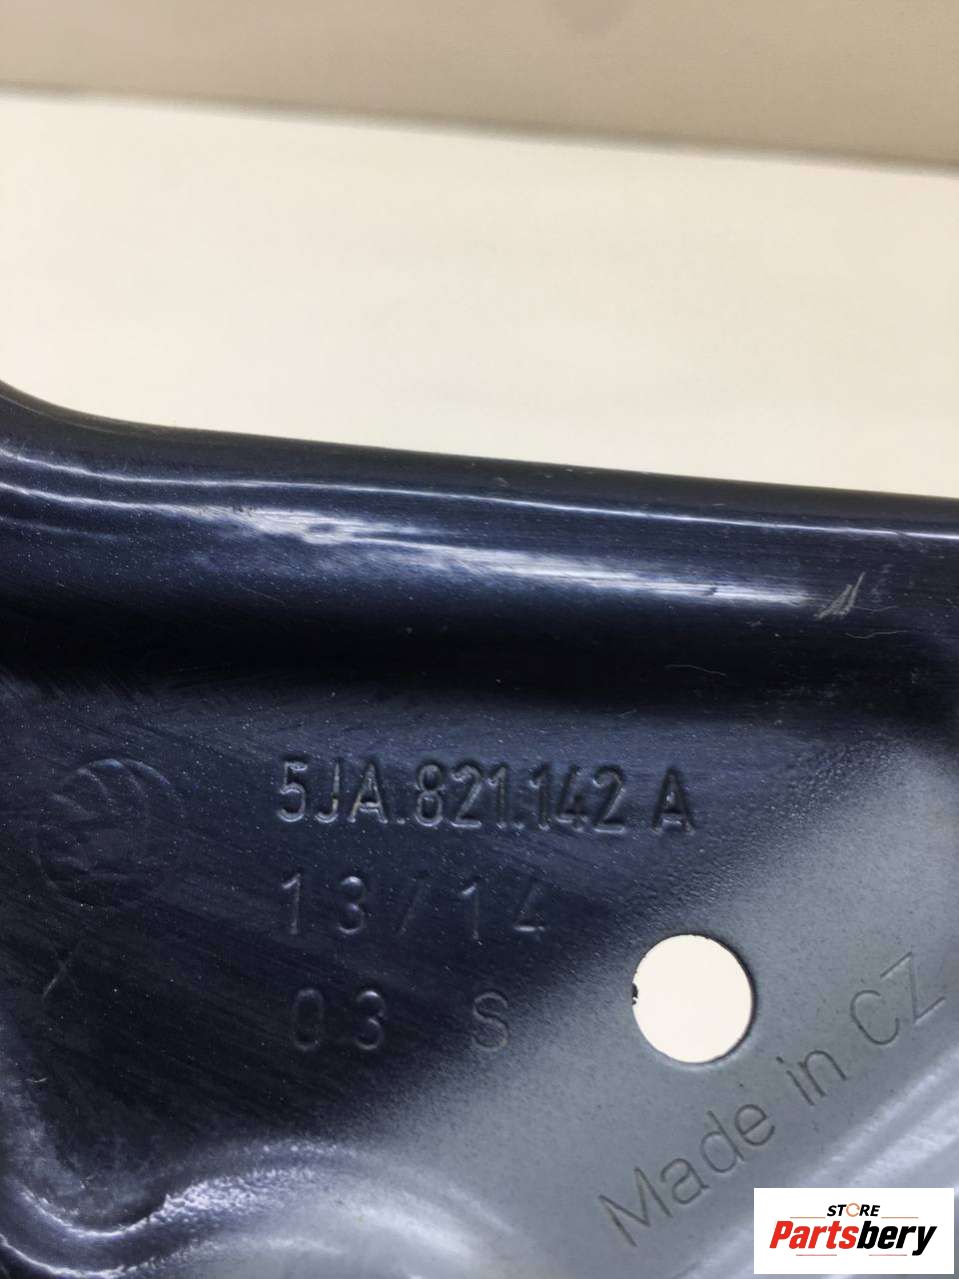 5JA.821.142 A
13/14
03 S
Made in CZ
STORE
Partsbery